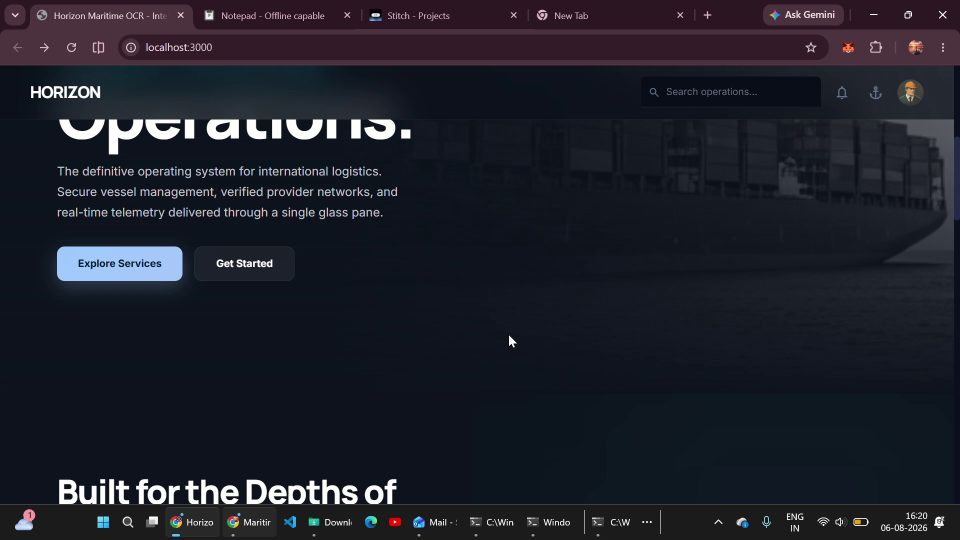 Horizon Maritime OCR - Inte
Notepad - Offline capable
Stitch - Projects
New Tab
Ask Gemini
localhost:3000
HORIZON
Search operations...
Operations.
The definitive operating system for international logistics.
Secure vessel management, verified provider networks, and
real-time telemetry delivered through a single glass pane.
Explore Services
Get Started
Built for the Depths of
1
Horizo
Maritir
Downl
Mail - S
C:\Win
Windo
C:\W
ENG
IN
16:20
06-08-2026